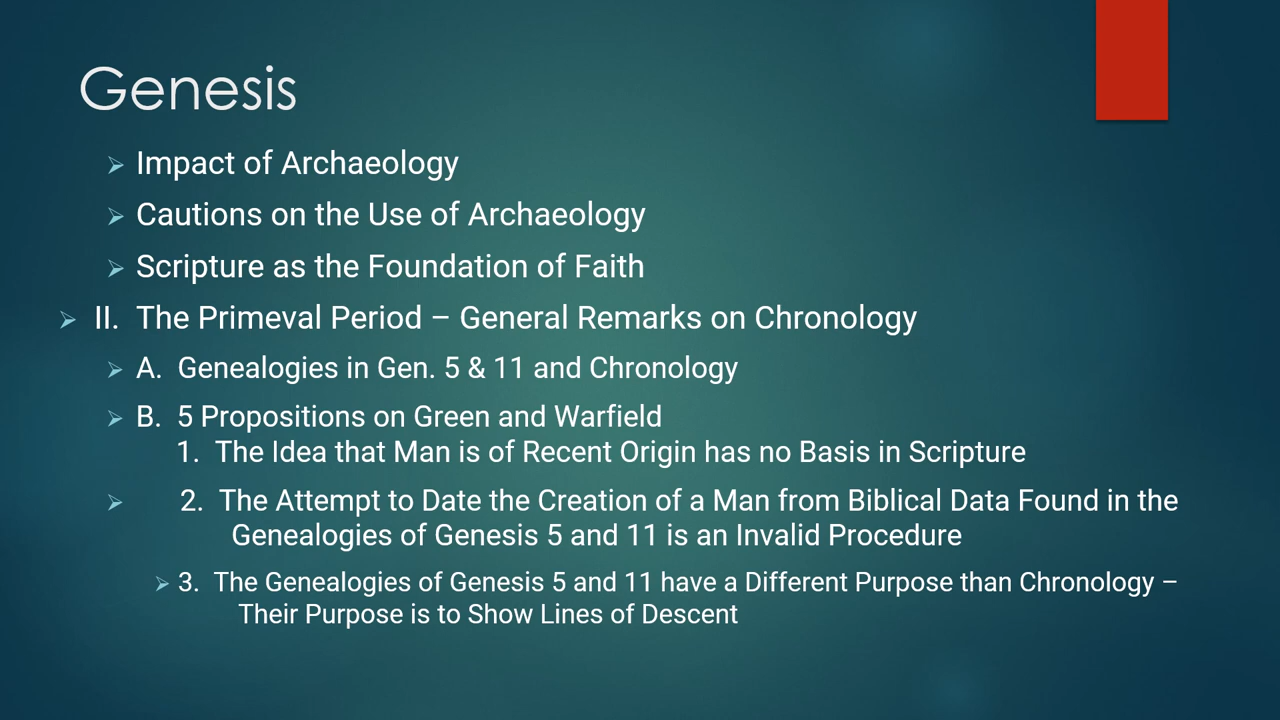 Genesis
Impact of Archaeology
Cautions on the Use of Archaeology
Scripture as the Foundation of Faith
II. The Primeval Period – General Remarks on Chronology
A. Genealogies in Gen. 5 & 11 and Chronology
B. 5 Propositions on Green and Warfield
1. The Idea that Man is of Recent Origin has no Basis in Scripture
2. The Attempt to Date the Creation of a Man from Biblical Data Found in the
Genealogies of Genesis 5 and 11 is an Invalid Procedure
3. The Genealogies of Genesis 5 and 11 have a Different Purpose than Chronology –
Their Purpose is to Show Lines of Descent